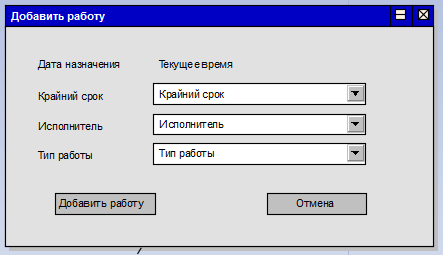 Добавить работу
Дата назначения Текущее время
Крайний срок Крайний срок
Исполнитель Исполнитель
Тип работы Тип работы
Добавить работу Отмена